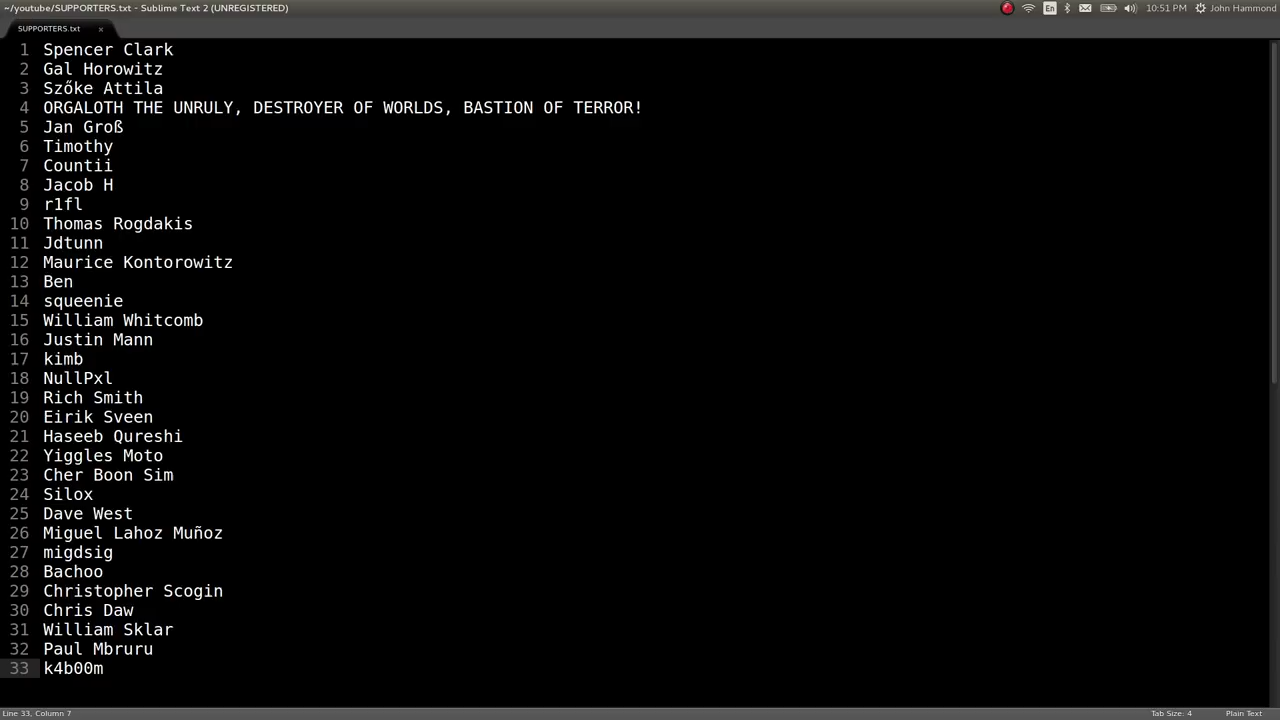 ~/youtube/SUPPORTERS.txt - Sublime Text 2 (UNREGISTERED)
En
10:51 PM
John Hammond
SUPPORTERS.txt ×
1 Spencer Clark
2 Gal Horowitz
3 Szőke Attila
4 ORGALOTH THE UNRULY, DESTROYER OF WORLDS, BASTION OF TERROR!
5 Jan Groß
6 Timothy
7 Countii
8 Jacob H
9 r1fl
10 Thomas Rogdakis
11 Jdtunn
12 Maurice Kontorowitz
13 Ben
14 squeenie
15 William Whitcomb
16 Justin Mann
17 kimb
18 NullPxl
19 Rich Smith
20 Eirik Sveen
21 Haseeb Qureshi
22 Yiggles Moto
23 Cher Boon Sim
24 Silox
25 Dave West
26 Miguel Lahoz Muñoz
27 migdsig
28 Bachoo
29 Christopher Scogin
30 Chris Daw
31 William Sklar
32 Paul Mbruru
33 k4b00m
Line 33, Column 7
Tab Size: 4
Plain Text